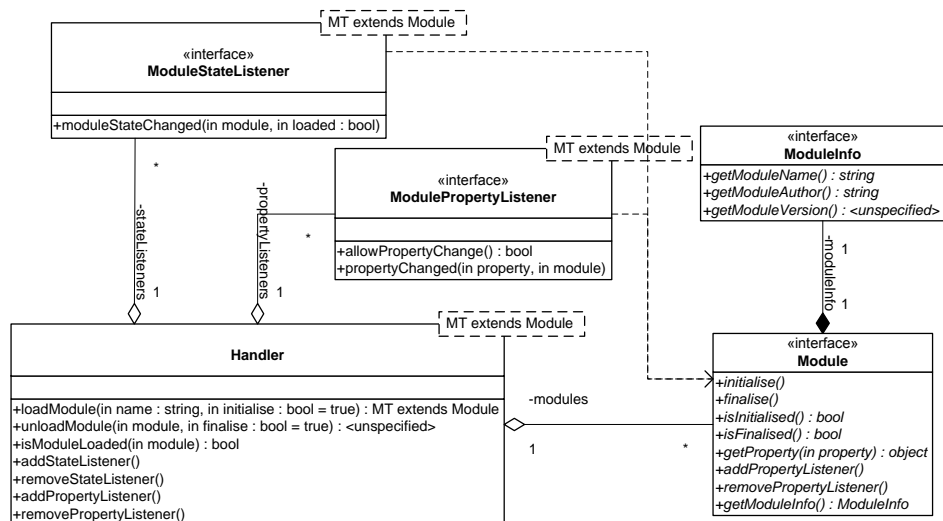 MT extends Module
«interface»
ModuleStateListener
+moduleStateChanged(in module, in loaded : bool)
MT extends Module
«interface»
ModulePropertyListener
+allowPropertyChange() : bool
+propertyChanged(in property, in module)
«interface»
ModuleInfo
+getModuleName() : string
+getModuleAuthor() : string
+getModuleVersion() : <unspecified>
*
-stateListeners
1
-propertyListeners
*
1
1
-moduleInfo
1
MT extends Module
Handler
+loadModule(in name : string, in initialise : bool = true) : MT extends Module
+unloadModule(in module, in finalise : bool = true) : <unspecified>
+isModuleLoaded(in module) : bool
+addStateListener()
+removeStateListener()
+addPropertyListener()
+removePropertyListener()
-modules
1
*
«interface»
Module
+initialise()
+finalise()
+isInitialised() : bool
+isFinalised() : bool
+getProperty(in property) : object
+addPropertyListener()
+removePropertyListener()
+getModuleInfo() : ModuleInfo